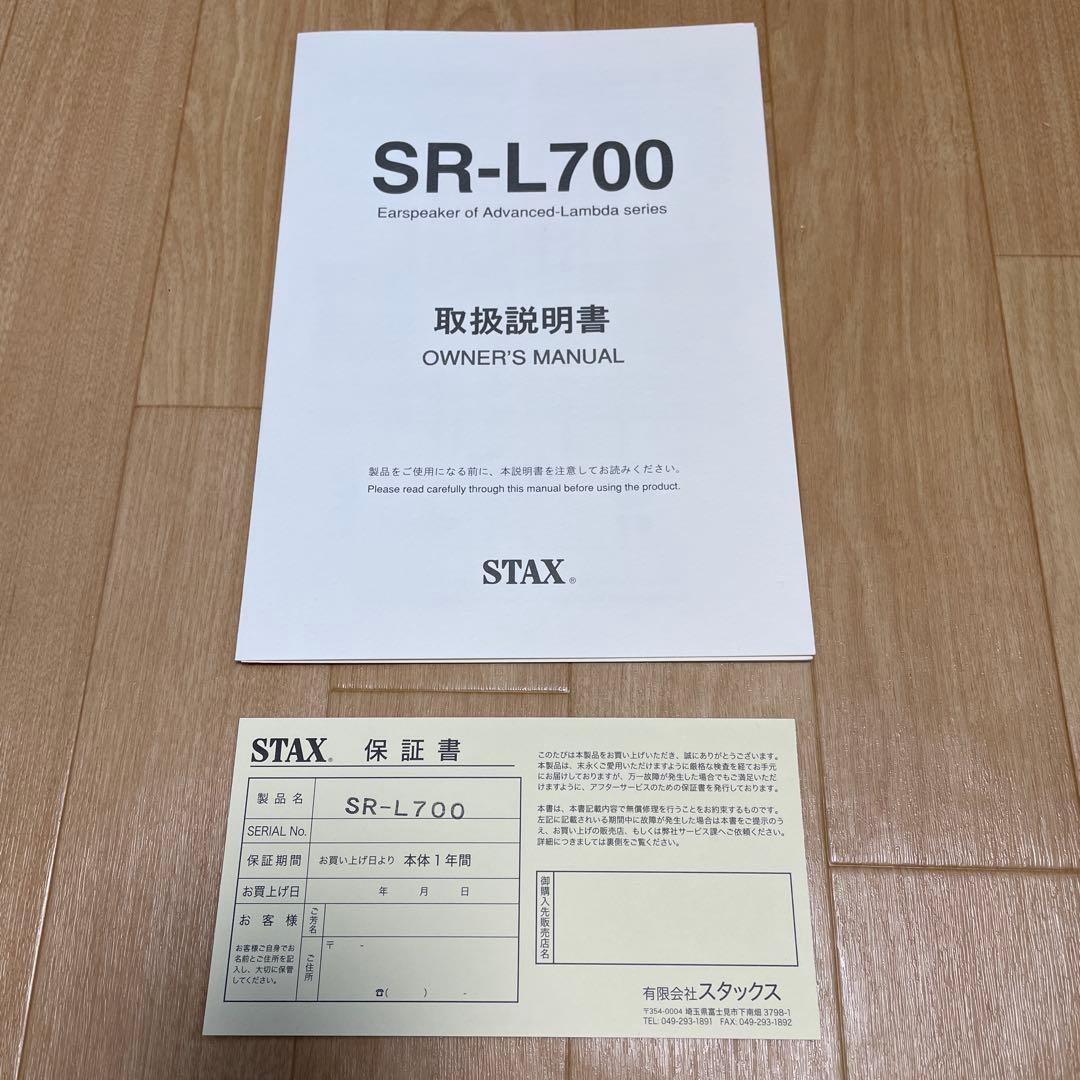 SR-L700
Earspeaker of Advanced-Lambda series
取扱説明書
OWNER'S MANUAL
製品をご使用になる前に、本説明書を注意してお読みください。
Please read carefully through this manual before using the product.
STAX®
STAX® 保証書
製品名 SR-L700
SERIAL No.
保証期間 お買い上げ日より 本体1年間
お買上げ日 年 月 日
お客様 ご芳名
お客様ご自身でお
名前とご住所を記
入し、大切に保管
してください。
ご住所
〒 -
☎( ) -
このたびは本製品をお買い上げいただき、誠にありがとうございます。
本製品は、末永くご愛用いただけますように厳格な検査を経てお手元
にお届けしておりますが、万一故障が発生した場合でもご満足いただ
けますように、アフターサービスのための保証書を発行しております。
本書は、本書記載内容で無償修理を行うことをお約束するものです。
左記に記載されいる期間中に故障が発生した場合は本書をご提示のう
え、お買い上げの販売店、もしくは弊社サービス課へご依頼ください。
詳細につきましては裏側をご覧ください。
御購入先販売店名
有限会社スタックス
〒354-0004 埼玉県富士見市下南畑 3798-1
TEL: 049-293-1891 FAX: 049-293-1892